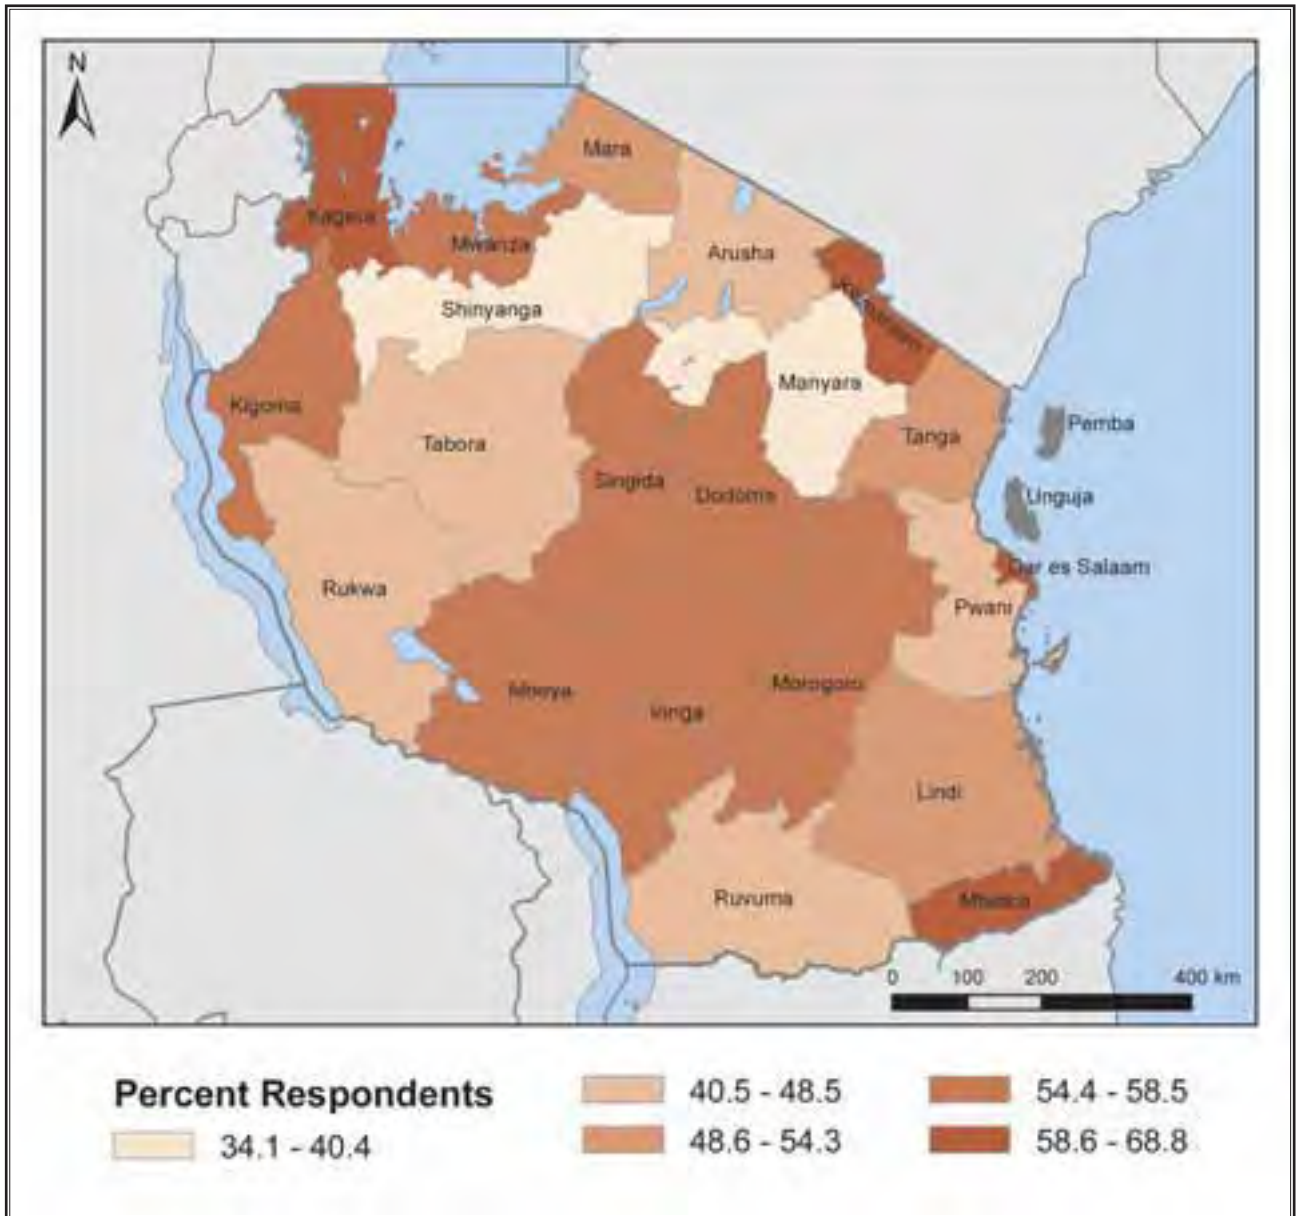 N
Mara
Kagera
Mwanza
Arusha
Shinyanga
Kilimanjaro
Manyara
Kigoma
Tabora
Tanga
Pemba
Singida
Dodoma
Unguja
Dar es Salaam
Rukwa
Pwani
Mbeya
Iringa
Morogoro
Lindi
Ruvuma
Mtwara
0 100 200 400 km
Percent Respondents
34.1 - 40.4
40.5 - 48.5
48.6 - 54.3
54.4 - 58.5
58.6 - 68.8